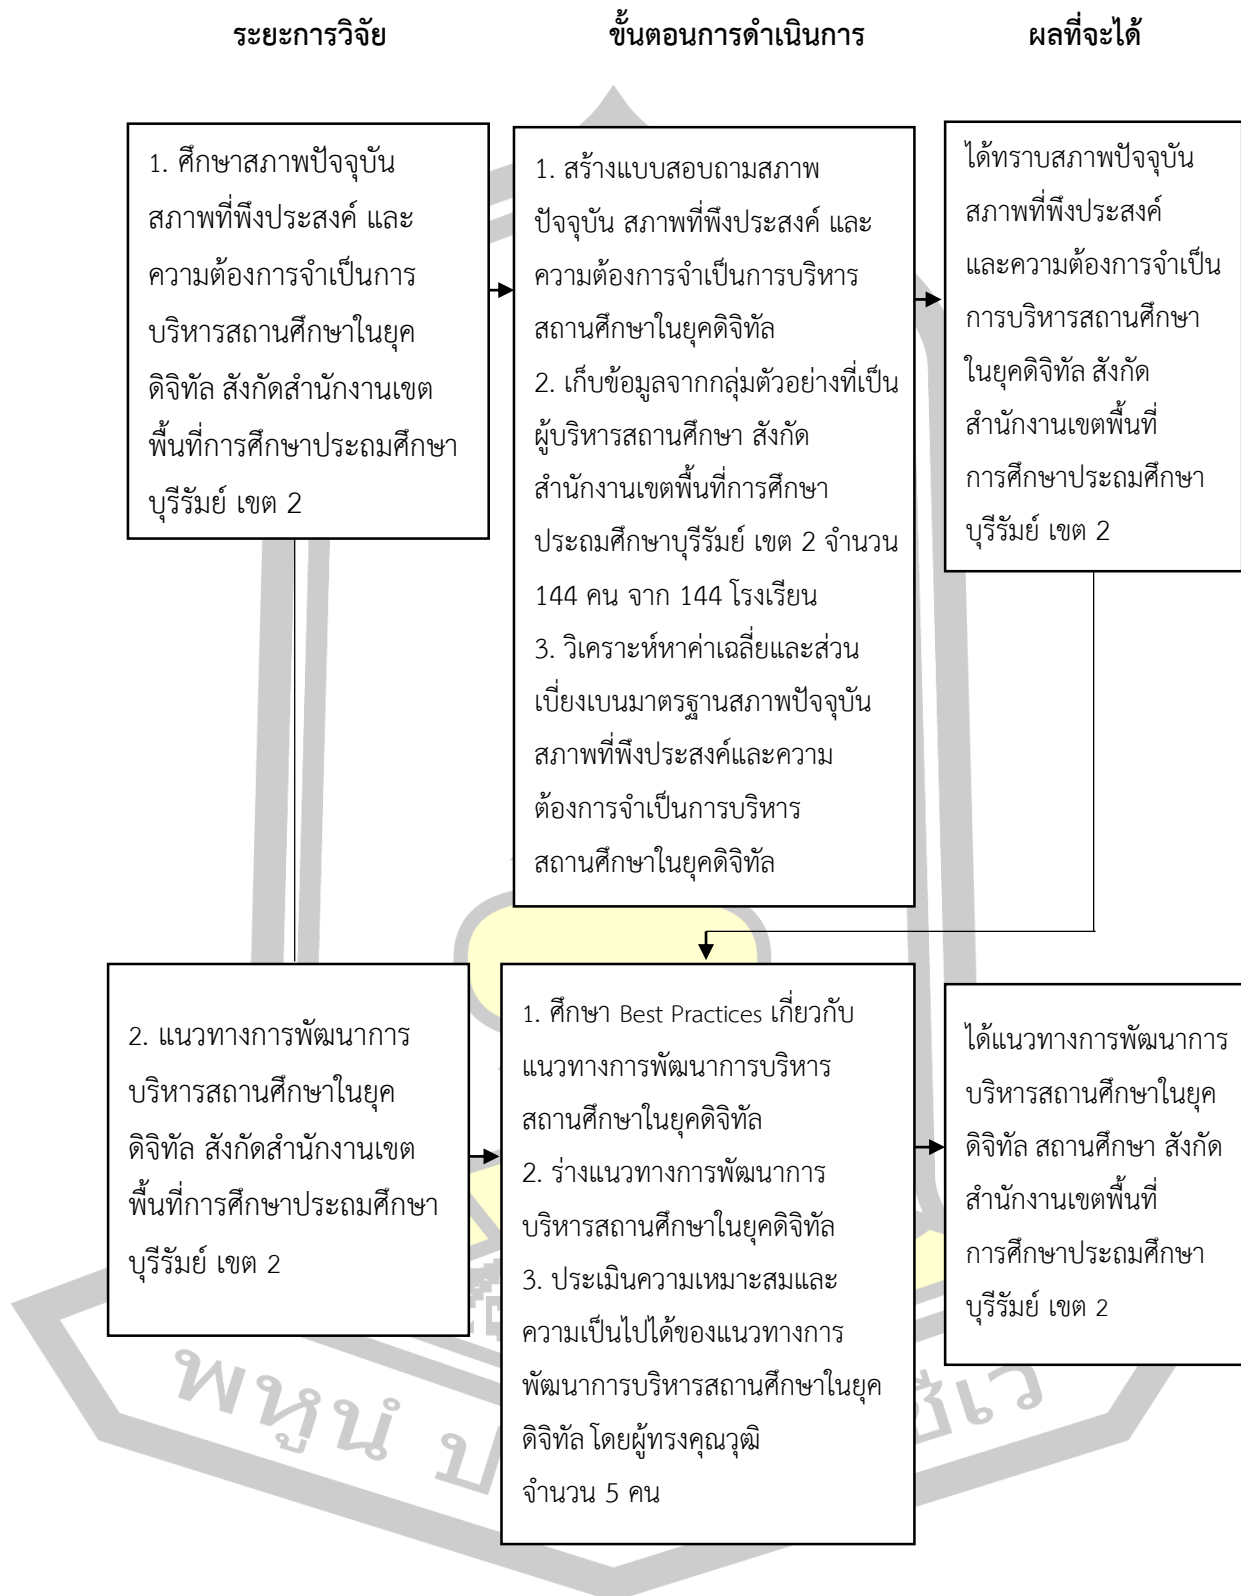 ระยะการวิจัย
ขั้นตอนการดำเนินการ
ผลที่จะได้
1. ศึกษาสภาพปัจจุบัน
สภาพที่พึงประสงค์ และ
ความต้องการจำเป็นการ
บริหารสถานศึกษาในยุค
ดิจิทัล สังกัดสำนักงานเขต
พื้นที่การศึกษาประถมศึกษา
บุรีรัมย์ เขต 2
1. สร้างแบบสอบถามสภาพ
ปัจจุบัน สภาพที่พึงประสงค์ และ
ความต้องการจำเป็นการบริหาร
สถานศึกษาในยุคดิจิทัล
2. เก็บข้อมูลจากกลุ่มตัวอย่างที่เป็น
ผู้บริหารสถานศึกษา สังกัด
สำนักงานเขตพื้นที่การศึกษา
ประถมศึกษาบุรีรัมย์ เขต 2 จำนวน
144 คน จาก 144 โรงเรียน
3. วิเคราะห์หาค่าเฉลี่ยและส่วน
เบี่ยงเบนมาตรฐานสภาพปัจจุบัน
สภาพที่พึงประสงค์และความ
ต้องการจำเป็นการบริหาร
สถานศึกษาในยุคดิจิทัล
ได้ทราบสภาพปัจจุบัน
สภาพที่พึงประสงค์
และความต้องการจำเป็น
การบริหารสถานศึกษา
ในยุคดิจิทัล สังกัด
สำนักงานเขตพื้นที่
การศึกษาประถมศึกษา
บุรีรัมย์ เขต 2
2. แนวทางการพัฒนาการ
บริหารสถานศึกษาในยุค
ดิจิทัล สังกัดสำนักงานเขต
พื้นที่การศึกษาประถมศึกษา
บุรีรัมย์ เขต 2
1. ศึกษา Best Practices เกี่ยวกับ
แนวทางการพัฒนาการบริหาร
สถานศึกษาในยุคดิจิทัล
2. ร่างแนวทางการพัฒนาการ
บริหารสถานศึกษาในยุคดิจิทัล
3. ประเมินความเหมาะสมและ
ความเป็นไปได้ของแนวทางการ
พัฒนาการบริหารสถานศึกษาในยุค
ดิจิทัล โดยผู้ทรงคุณวุฒิ
จำนวน 5 คน
ได้แนวทางการพัฒนาการ
บริหารสถานศึกษาในยุค
ดิจิทัล สถานศึกษา สังกัด
สำนักงานเขตพื้นที่
การศึกษาประถมศึกษา
บุรีรัมย์ เขต 2
พหูนํ